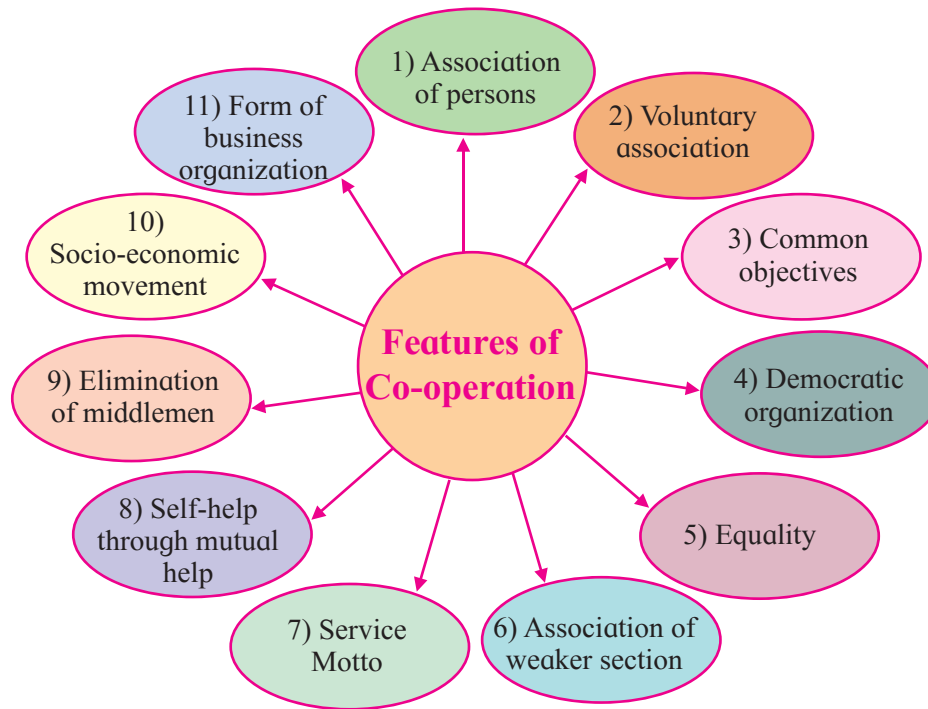 Features of
Co-operation
1) Association
of persons
2) Voluntary
association
3) Common
objectives
4) Democratic
organization
5) Equality
6) Association of
weaker section
7) Service
Motto
8) Self-help
through mutual
help
9) Elimination
of middlemen
10)
Socio-economic
movement
11) Form of
business
organization